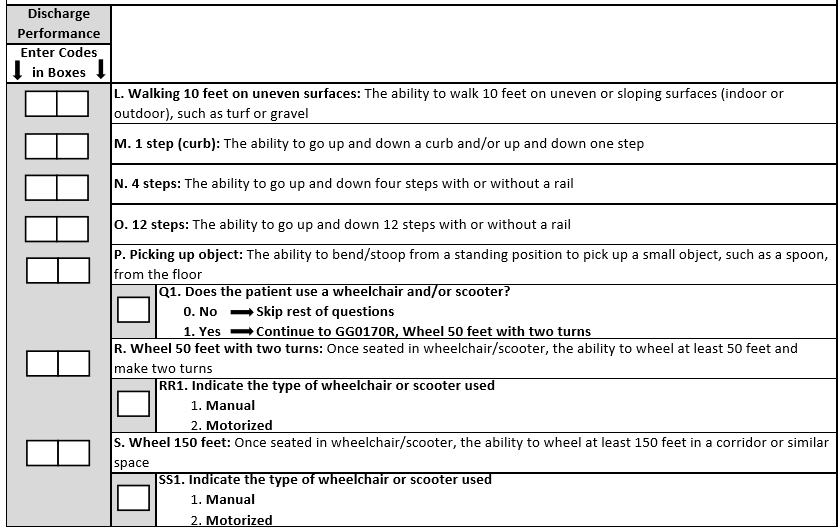 Discharge
Performance
Enter Codes
in Boxes
L. Walking 10 feet on uneven surfaces: The ability to walk 10 feet on uneven or sloping surfaces (indoor or
outdoor), such as turf or gravel
M. 1 step (curb): The ability to go up and down a curb and/or up and down one step
N. 4 steps: The ability to go up and down four steps with or without a rail
O. 12 steps: The ability to go up and down 12 steps with or without a rail
P. Picking up object: The ability to bend/stoop from a standing position to pick up a small object, such as a spoon,
from the floor
Q1. Does the patient use a wheelchair and/or scooter?
0. No ➡ Skip rest of questions
1. Yes ➡ Continue to GG0170R, Wheel 50 feet with two turns
R. Wheel 50 feet with two turns: Once seated in wheelchair/scooter, the ability to wheel at least 50 feet and
make two turns
RR1. Indicate the type of wheelchair or scooter used
1. Manual
2. Motorized
S. Wheel 150 feet: Once seated in wheelchair/scooter, the ability to wheel at least 150 feet in a corridor or similar
space
SS1. Indicate the type of wheelchair or scooter used
1. Manual
2. Motorized